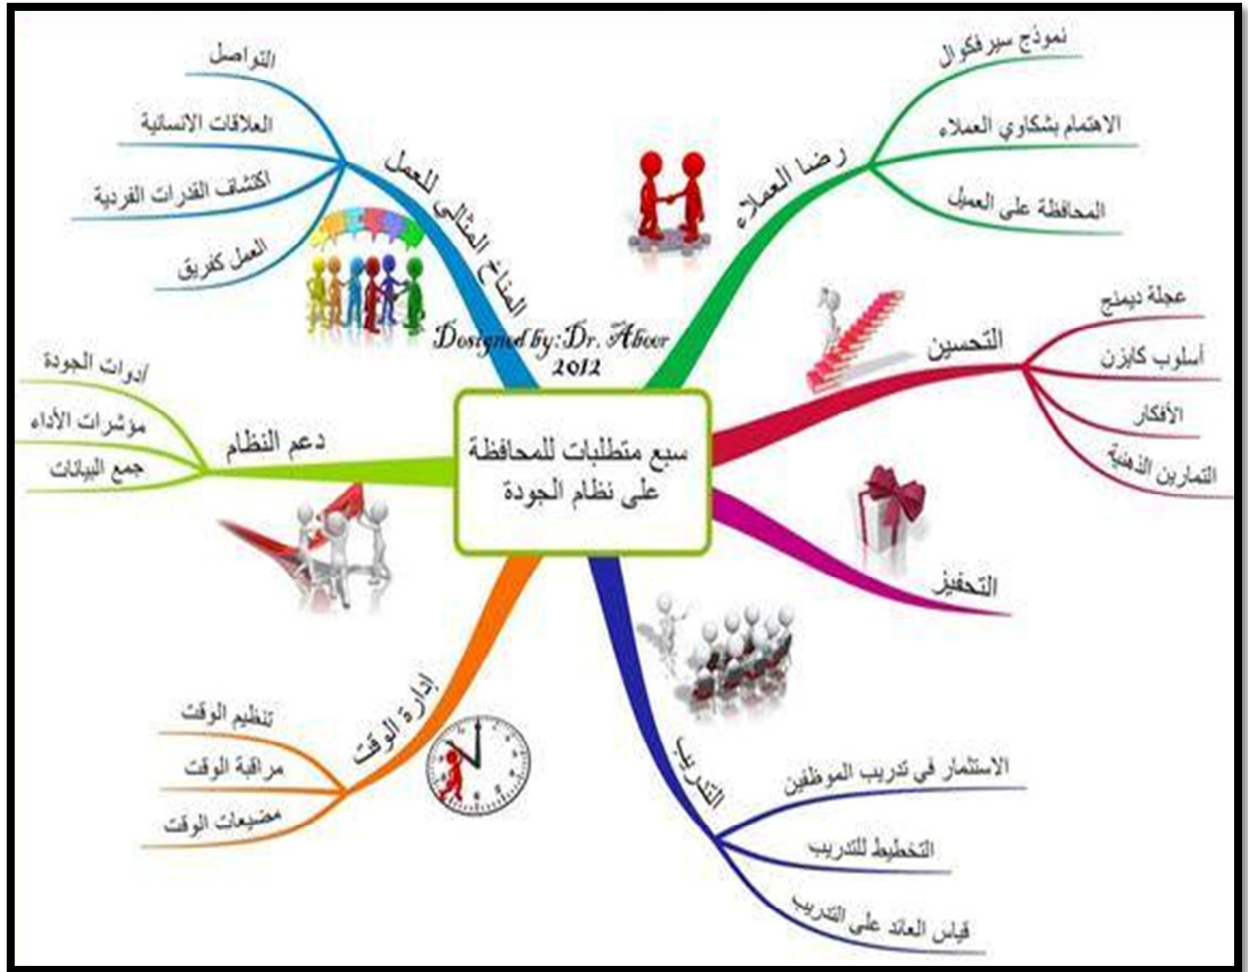 سبع متطلبات للمحافظة
على نظام الجودة
رضا العملاء
نموذج سيرفكوال
الاهتمام بشكاوي العملاء
المحافظة على العميل
التحسين
عجلة ديمنج
أسلوب كايزن
الأفكار
التمارين الذهنية
التحفيز
التدريب
الاستثمار في تدريب الموظفين
التخطيط للتدريب
قياس العائد على التدريب
إدارة الوقت
تنظيم الوقت
مراقبة الوقت
مضيعات الوقت
دعم النظام
أدوات الجودة
مؤشرات الأداء
جمع البيانات
المناخ المثالي للعمل
التواصل
العلاقات الانسانية
اكتشاف القدرات الفردية
العمل كفريق
Designed by:Dr. Abeer
2012